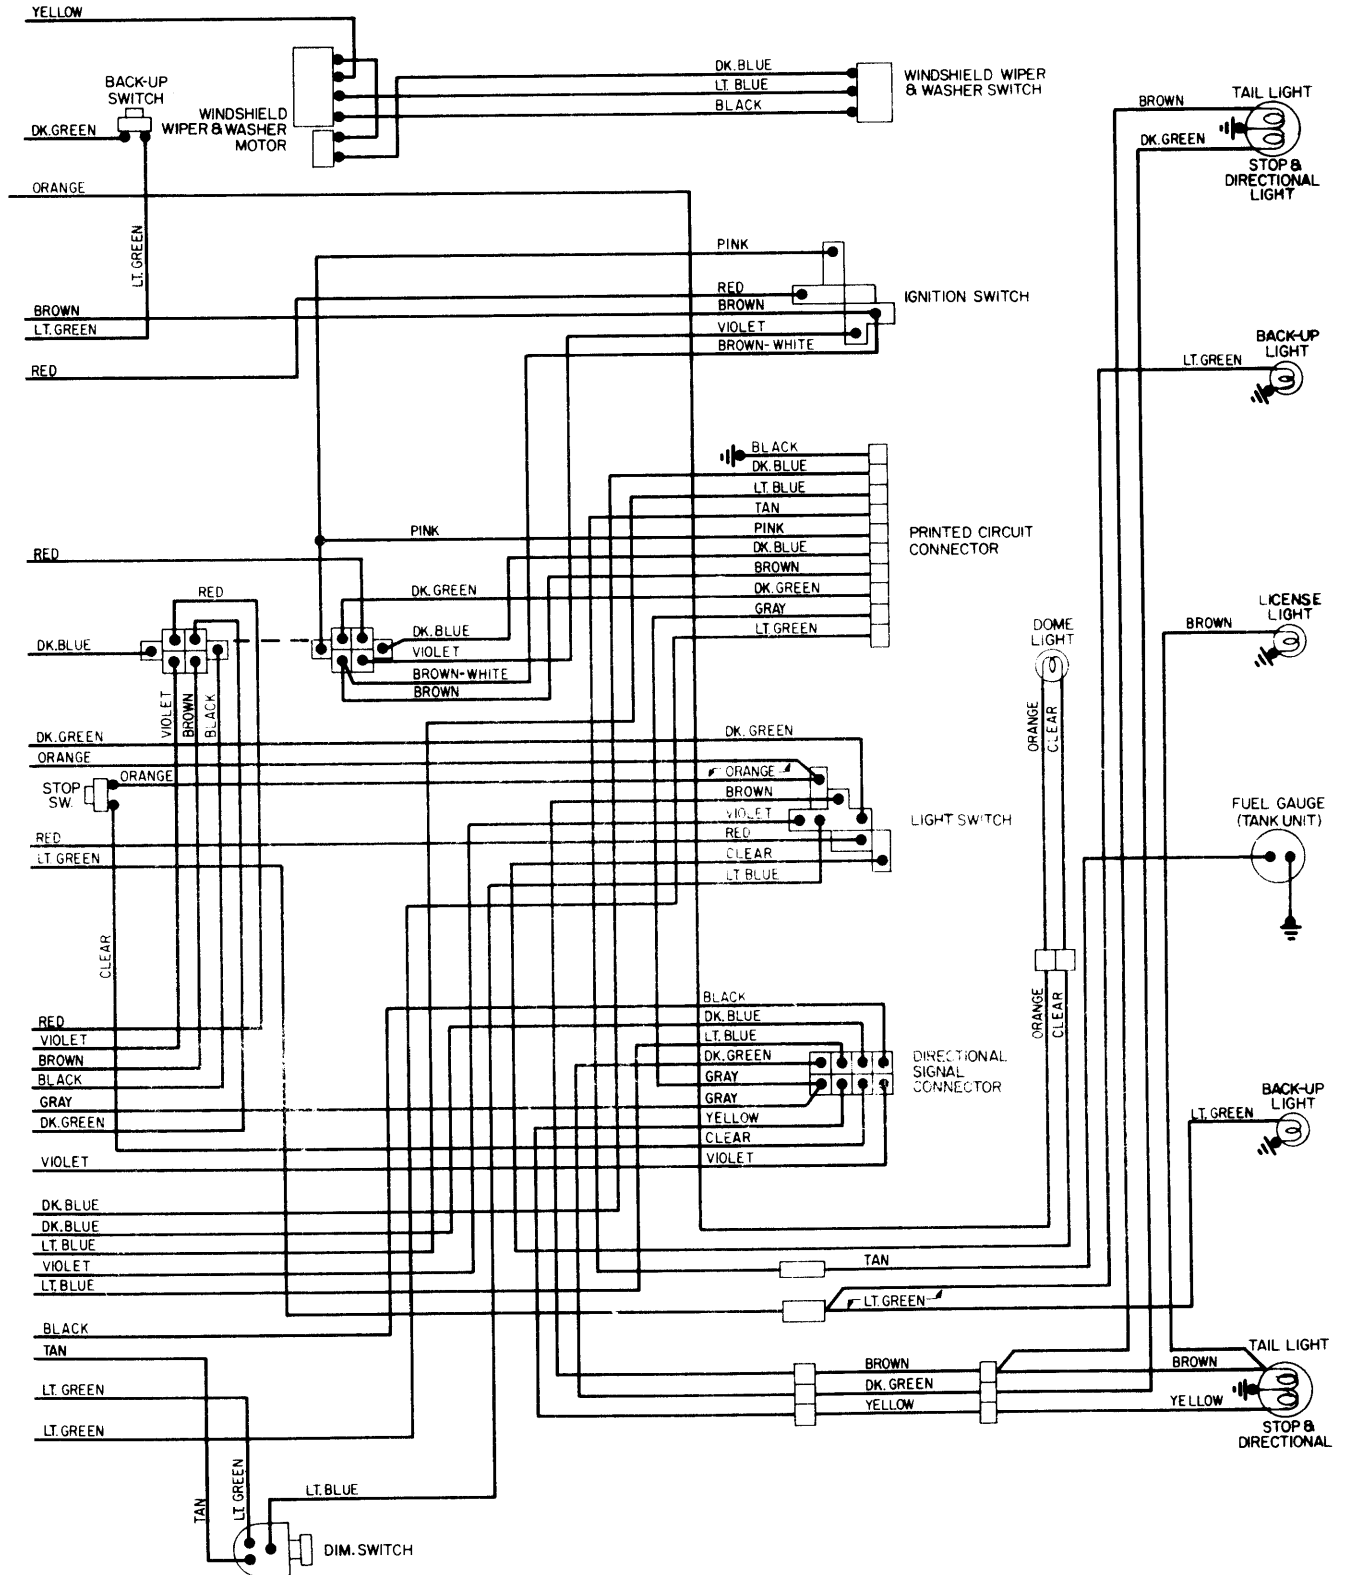 YELLOW
BACK-UP
SWITCH
DK.GREEN
WINDSHIELD
WIPER & WASHER
MOTOR
DK.BLUE
LT. BLUE
BLACK
WINDSHIELD WIPER
& WASHER SWITCH
BROWN
TAIL LIGHT
DK.GREEN
STOP &
DIRECTIONAL
LIGHT
ORANGE
LT. GREEN
PINK
RED
BROWN
VIOLET
BROWN-WHITE
IGNITION SWITCH
BROWN
LT. GREEN
RED
BACK-UP
LIGHT
LT. GREEN
BLACK
DK.BLUE
LT. BLUE
TAN
PINK
DK.BLUE
BROWN
DK.GREEN
GRAY
LT. GREEN
PRINTED CIRCUIT
CONNECTOR
PINK
RED
RED
DK. GREEN
DK.BLUE
DK.BLUE
VIOLET
BROWN-WHITE
BROWN
VIOLET
BROWN
BLACK
LICENSE
LIGHT
BROWN
DOME
LIGHT
ORANGE
CLEAR
DK.GREEN
ORANGE
STOP
SW.
ORANGE
RED
LT. GREEN
DK. GREEN
ORANGE
BROWN
VIOLET
RED
CLEAR
LT BLUE
LIGHT SWITCH
FUEL GAUGE
(TANK UNIT)
CLEAR
ORANGE
CLEAR
BLACK
DK.BLUE
LT. BLUE
DK.GREEN
GRAY
GRAY
YELLOW
CLEAR
VIOLET
DIRECTIONAL
SIGNAL
CONNECTOR
RED
VIOLET
BROWN
BLACK
GRAY
DK.GREEN
VIOLET
BACK-UP
LIGHT
LT. GREEN
DK.BLUE
DK.BLUE
LT. BLUE
VIOLET
LT. BLUE
TAN
LT. GREEN
BLACK
TAN
LT. GREEN
LT. GREEN
BROWN
DK. GREEN
YELLOW
TAIL LIGHT
BROWN
YELLOW
STOP &
DIRECTIONAL
TAN
LT. GREEN
LT. BLUE
DIM. SWITCH